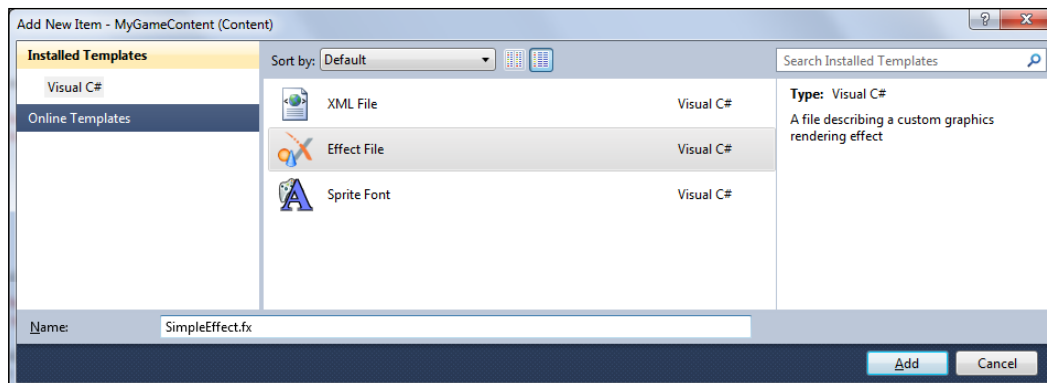 Add New Item - MyGameContent (Content)
Installed Templates
Visual C#
Online Templates
Sort by: Default
XML File Visual C#
Effect File Visual C#
Sprite Font Visual C#
Search Installed Templates
Type: Visual C#
A file describing a custom graphics
rendering effect
Name: SimpleEffect.fx
Add Cancel